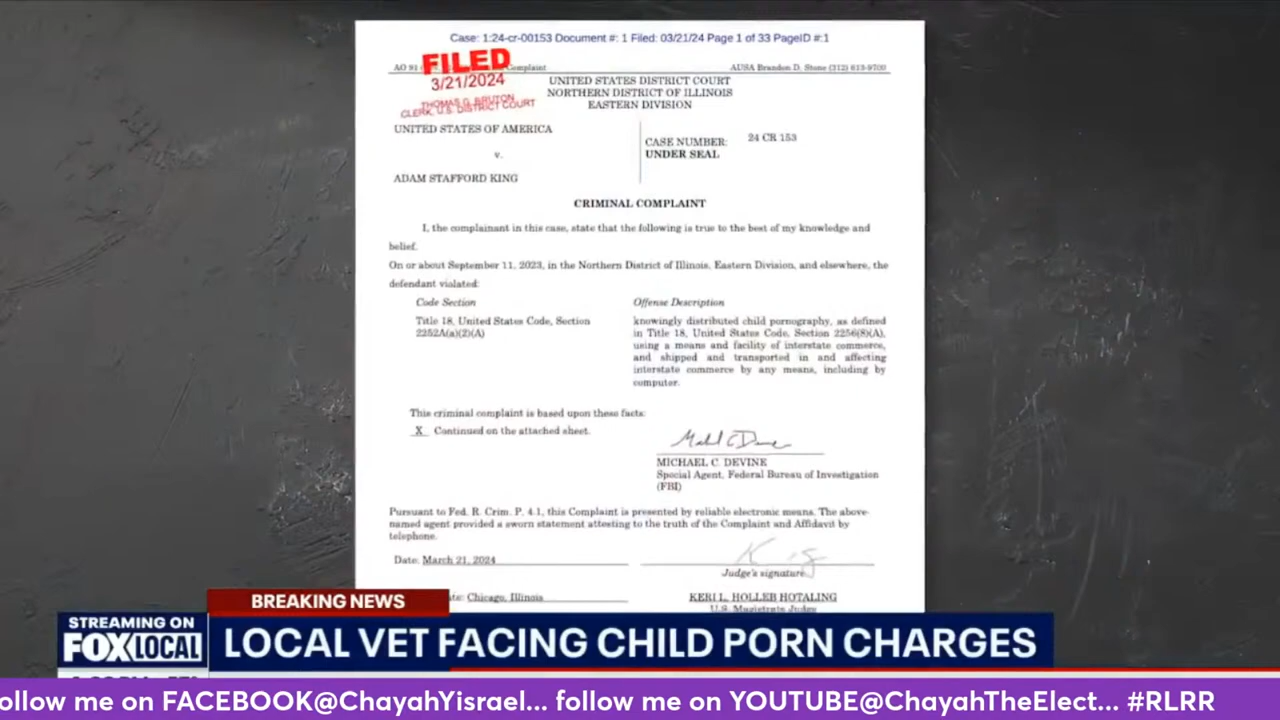 Case: 1:24-cr-00153 Document #: 1 Filed: 03/21/24 Page 1 of 33 PageID #:1
AO 91 Complaint
AUSA Brandon D. Stone (312) 613-9700
FILED
3/21/2024
THOMAS G. BRUTON
CLERK, U.S. DISTRICT COURT
UNITED STATES DISTRICT COURT
NORTHERN DISTRICT OF ILLINOIS
EASTERN DIVISION
UNITED STATES OF AMERICA
v.
ADAM STAFFORD KING
CASE NUMBER: 24 CR 153
UNDER SEAL
CRIMINAL COMPLAINT
I, the complainant in this case, state that the following is true to the best of my knowledge and
belief.
On or about September 11, 2023, in the Northern District of Illinois, Eastern Division, and elsewhere, the
defendant violated:
Code Section
Title 18, United States Code, Section
2252A(a)(2)(A)
Offense Description
knowingly distributed child pornography, as defined
in Title 18, United States Code, Section 2256(8)(A),
using a means and facility of interstate commerce,
and shipped and transported in and affecting
interstate commerce by any means, including by
computer.
This criminal complaint is based upon these facts:
X Continued on the attached sheet.
MICHAEL C. DEVINE
Special Agent, Federal Bureau of Investigation
(FBI)
Pursuant to Fed. R. Crim. P. 4.1, this Complaint is presented by reliable electronic means. The above-
named agent provided a sworn statement attesting to the truth of the Complaint and Affidavit by
telephone.
Date: March 21, 2024
Judge's signature
Chicago, Illinois
KERI L. HOLLEB HOTALING
U.S. Magistrate Judge
BREAKING NEWS
STREAMING ON
FOX LOCAL
LOCAL VET FACING CHILD PORN CHARGES
ollow me on FACEBOOK@ChayahYisrael... follow me on YOUTUBE@ChayahTheElect... #RLRR